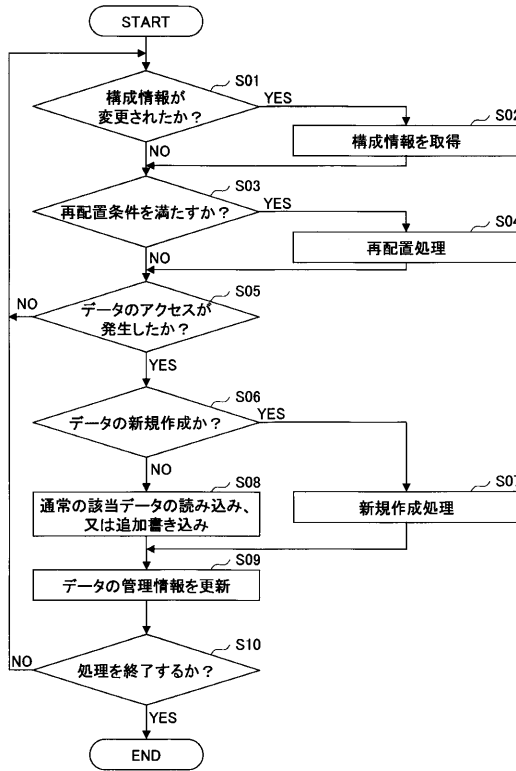 START
S01
構成情報が
変更されたか?
YES
S02
構成情報を取得
NO
S03
再配置条件を満たすか?
YES
S04
再配置処理
NO
S05
データのアクセスが
発生したか?
NO
YES
S06
データの新規作成か?
YES
NO
S08
通常の該当データの読み込み、
又は追加書き込み
S07
新規作成処理
S09
データの管理情報を更新
S10
処理を終了するか?
NO
YES
END